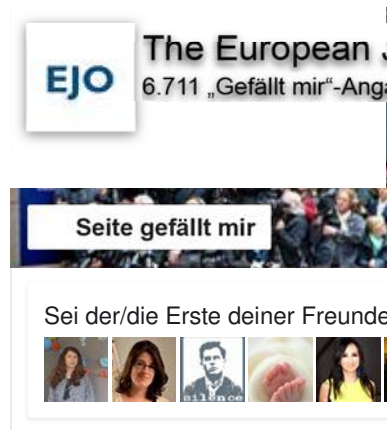 EJO
The European
6.711 „Gefällt mir“-Anga
Seite gefällt mir
Sei der/die Erste deiner Freunde
silence